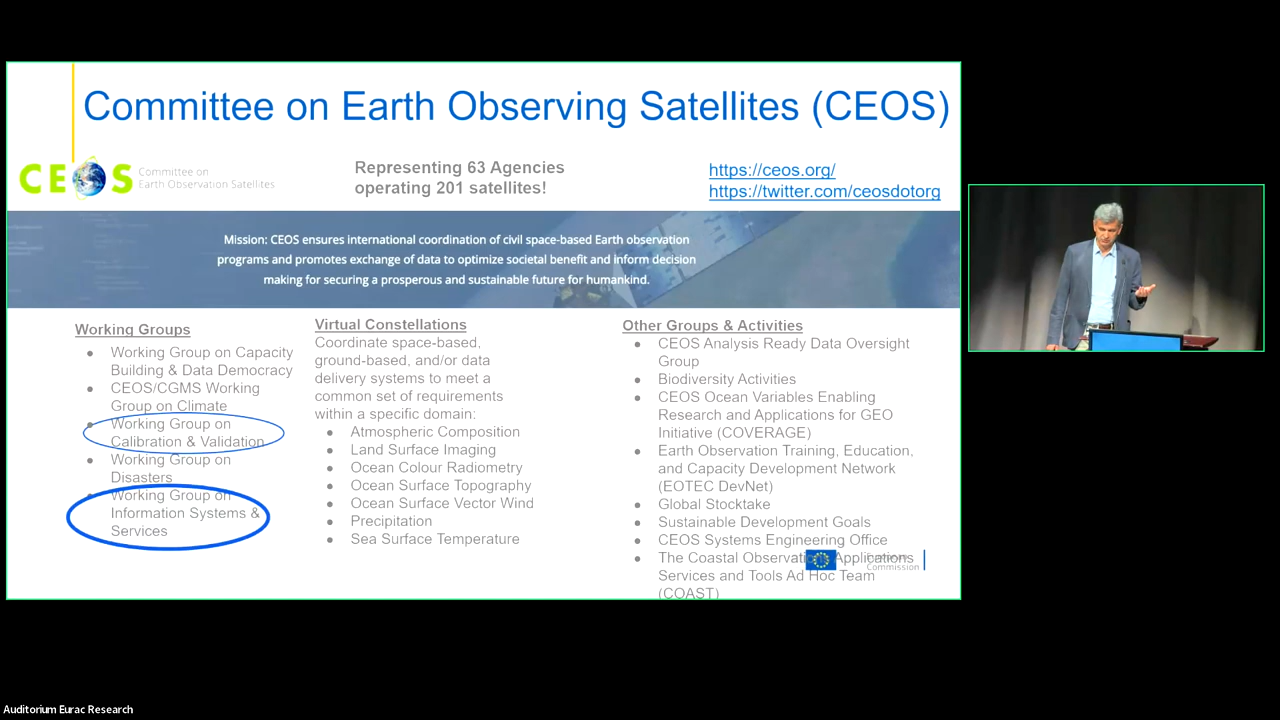 Committee on Earth Observing Satellites (CEOS)
CEOS
Committee on
Earth Observation Satellites
Representing 63 Agencies
operating 201 satellites!
https://ceos.org/
https://twitter.com/ceosdotorg
Mission: CEOS ensures international coordination of civil space-based Earth observation
programs and promotes exchange of data to optimize societal benefit and inform decision
making for securing a prosperous and sustainable future for humankind.
Working Groups
● Working Group on Capacity
Building & Data Democracy
● CEOS/CGMS Working
Group on Climate
● Working Group on
Calibration & Validation
● Working Group on
Disasters
● Working Group on
Information Systems &
Services
Virtual Constellations
Coordinate space-based,
ground-based, and/or data
delivery systems to meet a
common set of requirements
within a specific domain:
● Atmospheric Composition
● Land Surface Imaging
● Ocean Colour Radiometry
● Ocean Surface Topography
● Ocean Surface Vector Wind
● Precipitation
● Sea Surface Temperature
Other Groups & Activities
● CEOS Analysis Ready Data Oversight
Group
● Biodiversity Activities
● CEOS Ocean Variables Enabling
Research and Applications for GEO
Initiative (COVERAGE)
● Earth Observation Training, Education,
and Capacity Development Network
(EOTEC DevNet)
● Global Stocktake
● Sustainable Development Goals
● CEOS Systems Engineering Office
● The Coastal Observations Applications
Services and Tools Ad Hoc Team
(COAST)
Commission
Auditorium Eurac Research